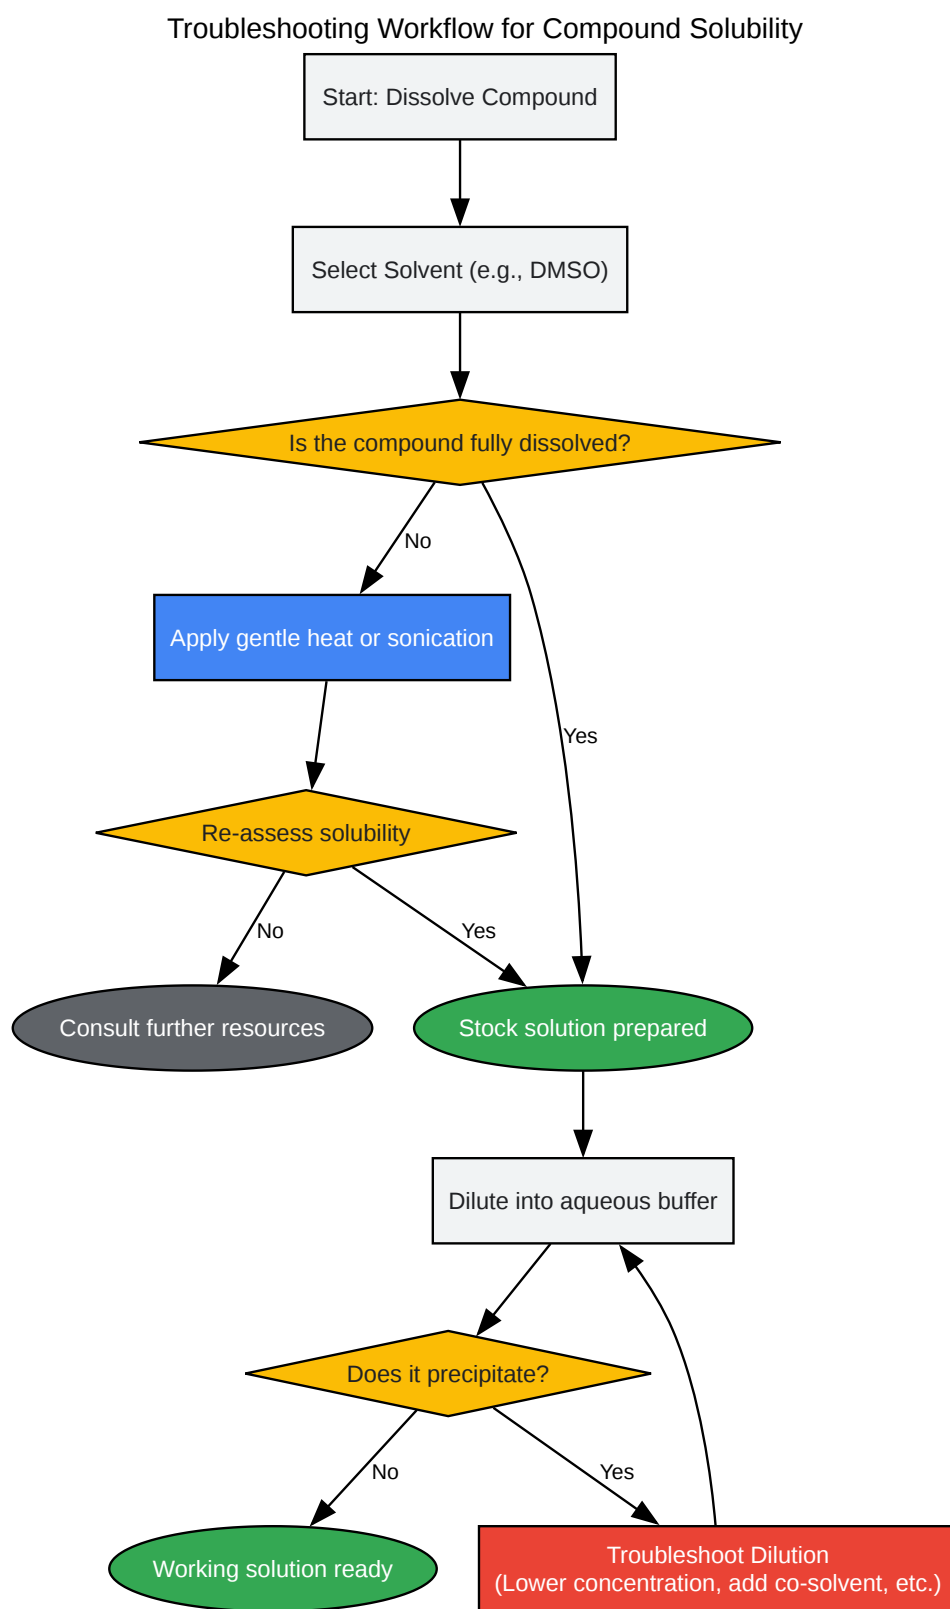 Troubleshooting Workflow for Compound Solubility
Start: Dissolve Compound
Select Solvent (e.g., DMSO)
Is the compound fully dissolved?
No
Apply gentle heat or sonication
Yes
Re-assess solubility
No
Yes
Consult further resources
Stock solution prepared
Dilute into aqueous buffer
Does it precipitate?
No
Yes
Working solution ready
Troubleshoot Dilution
(Lower concentration, add co-solvent, etc.)